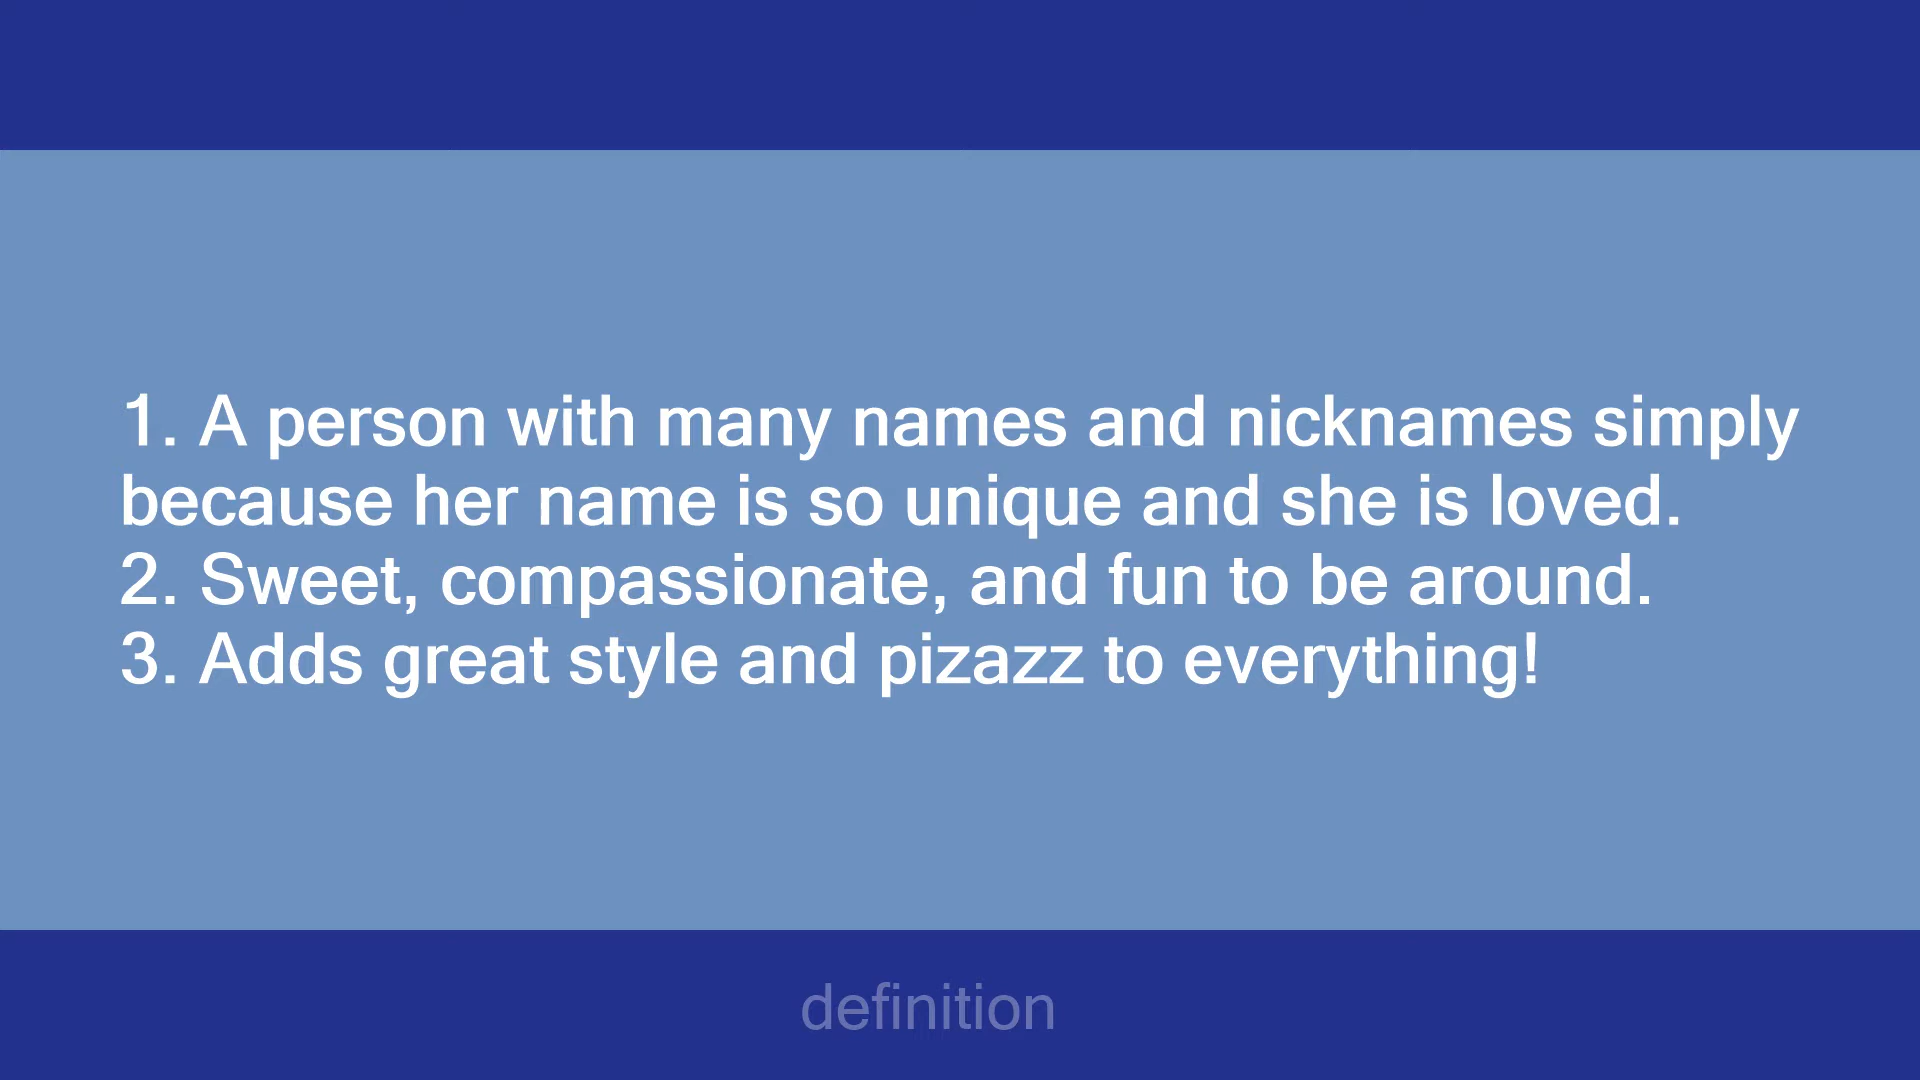 1. A person with many names and nicknames simply
because her name is so unique and she is loved.
2. Sweet, compassionate, and fun to be around.
3. Adds great style and pizazz to everything!
definition